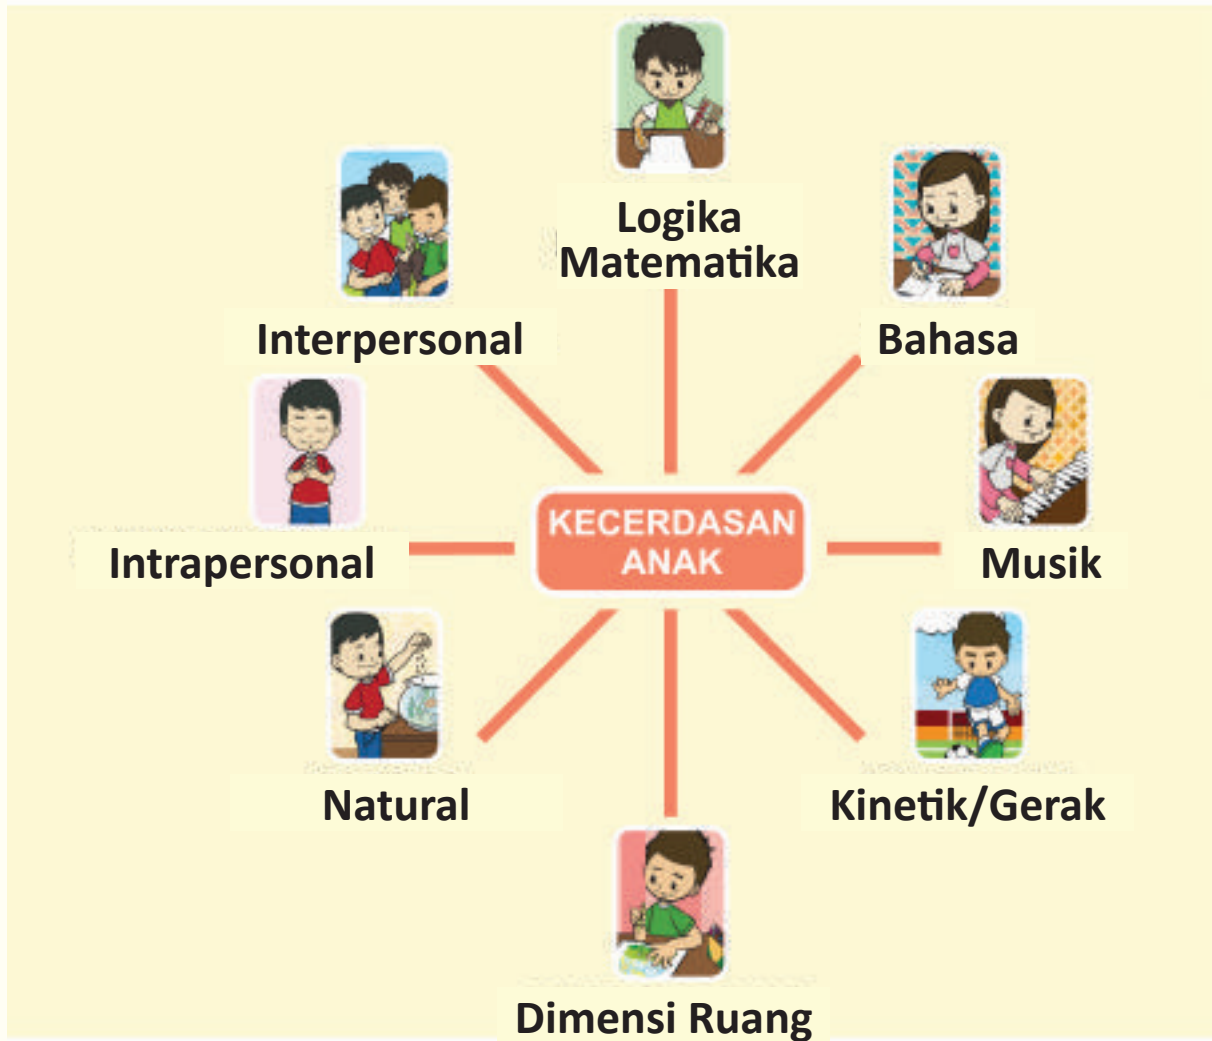 Logika
Matematika
Interpersonal
Bahasa
KECERDASAN
ANAK
Intrapersonal
Musik
Natural
Kinetik/Gerak
Dimensi Ruang